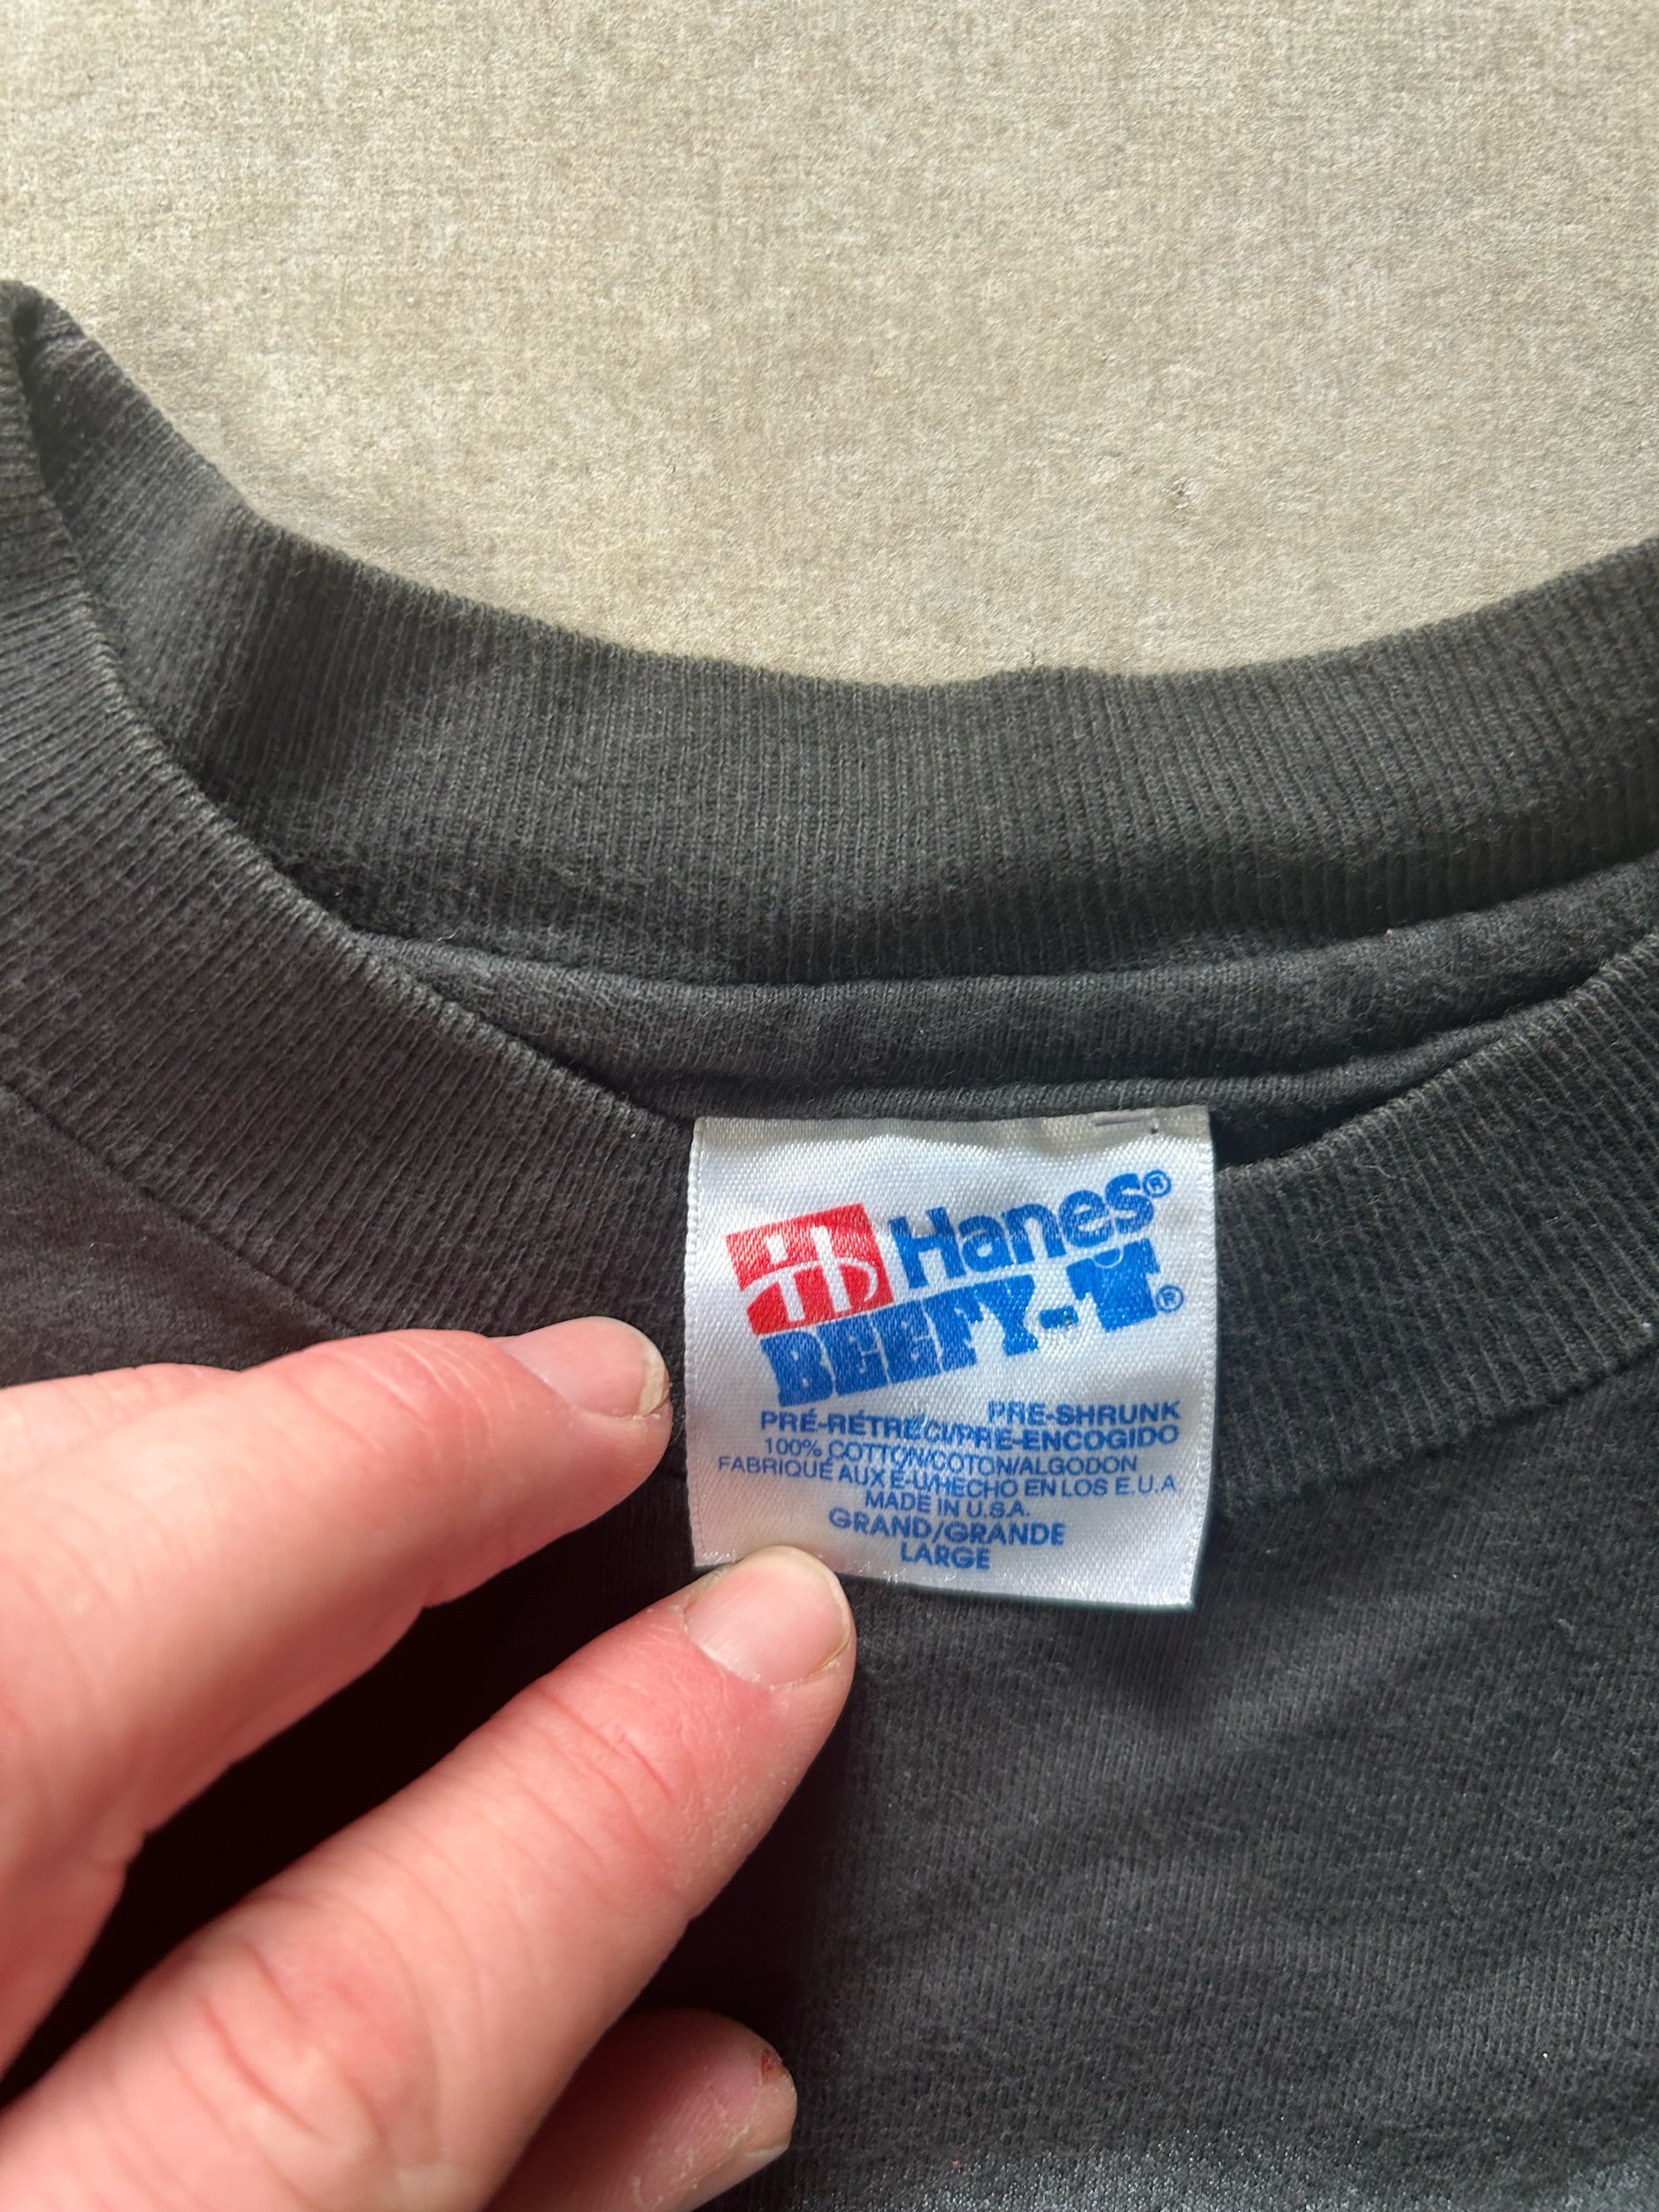 Hanes®
BEEFY-T®
PRE-SHRUNK
PRÉ-RÉTRÉCI/PRE-ENCOGIDO
100% COTTON/COTON/ALGODON
FABRIQUÉ AUX É-U/HECHO EN LOS E.U.A.
MADE IN U.S.A.
GRAND/GRANDE
LARGE